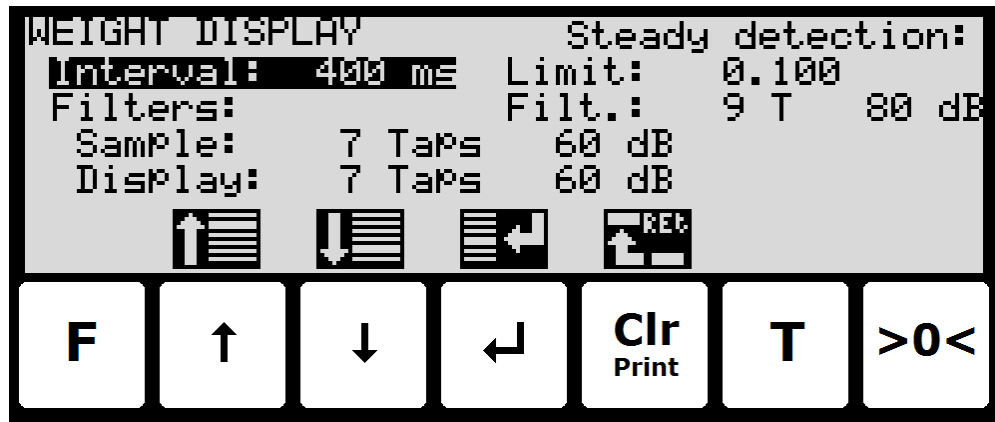 WEIGHT DISPLAY Steady detection:
Interval: 400 ms Limit: 0.100
Filters: Filt.: 9 T 80 dB
Sample: 7 Taps 60 dB
Display: 7 Taps 60 dB
Ret
F ↑ ↓ ↵ Clr T >0<
Print